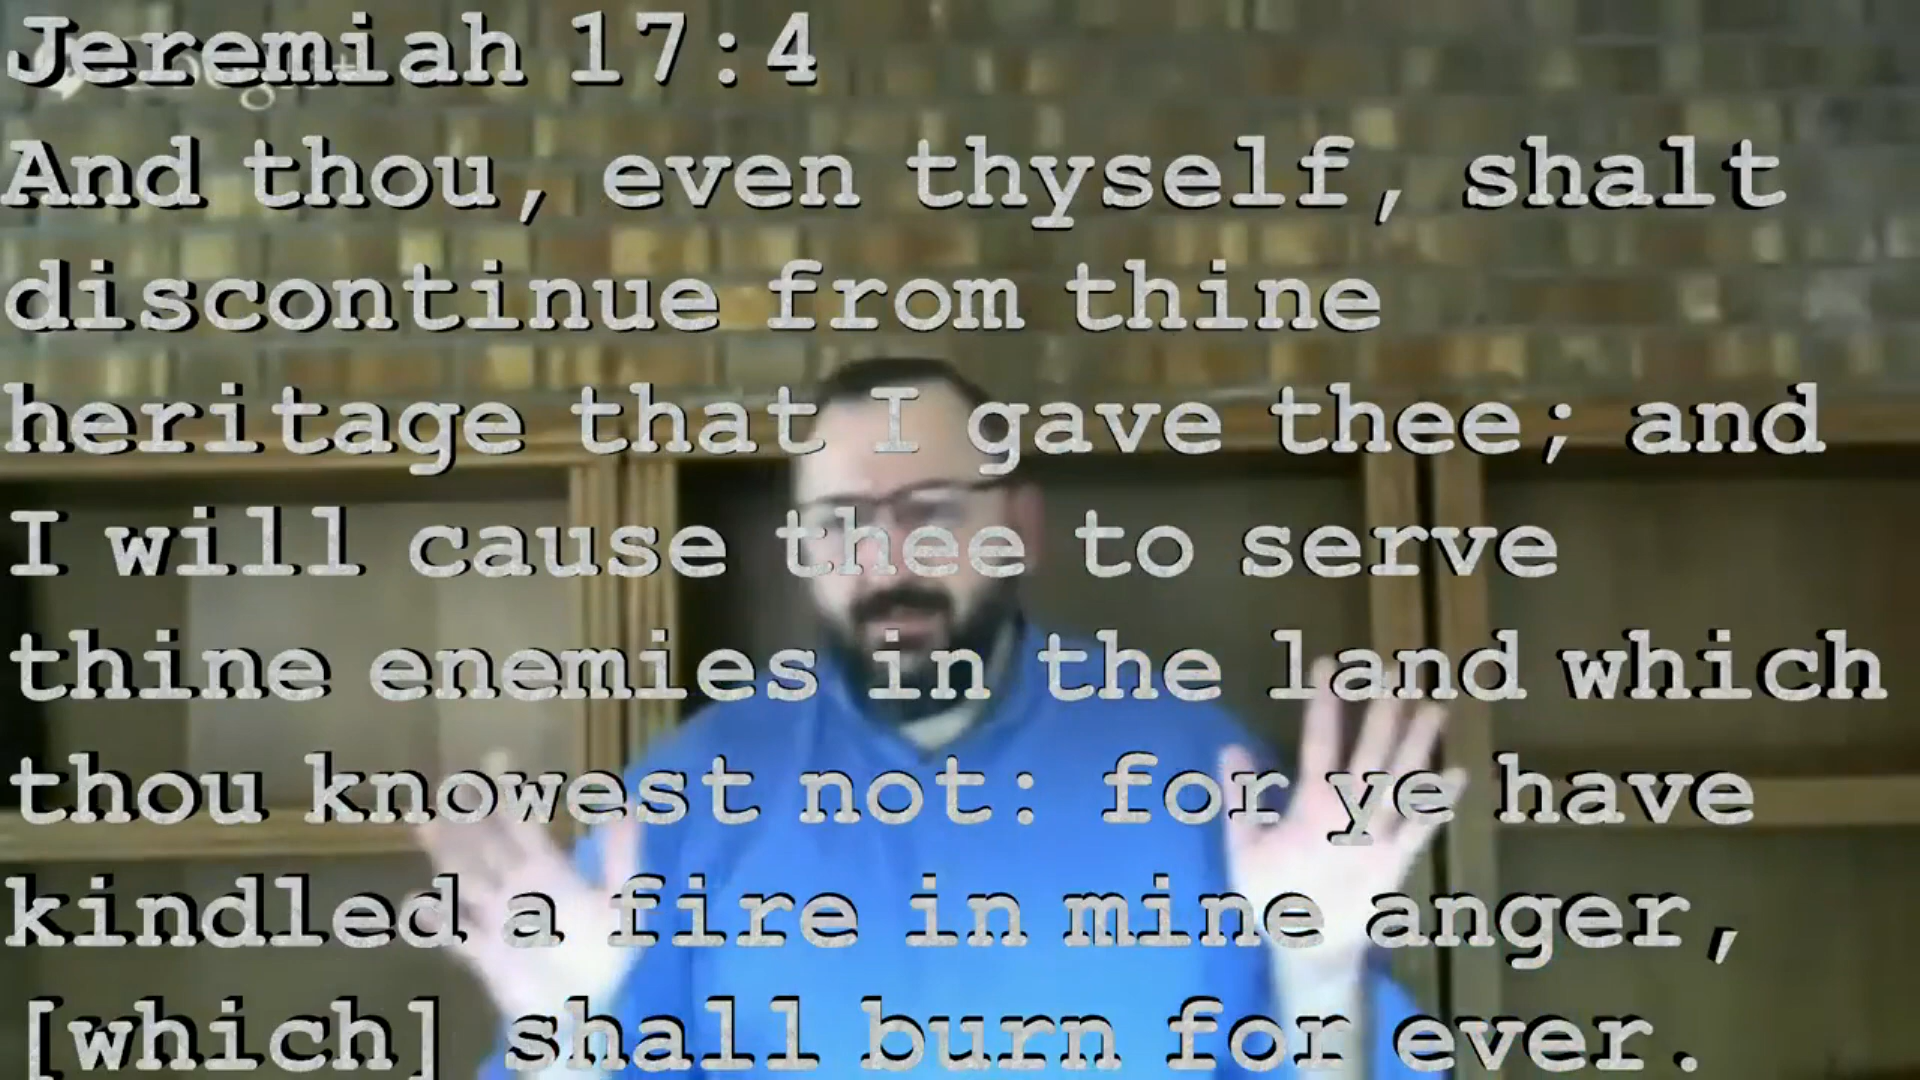 Jeremiah 17:4
And thou, even thyself, shalt
discontinue from thine
heritage that I gave thee; and
I will cause thee to serve
thine enemies in the land which
thou knowest not: for ye have
kindled a fire in mine anger,
[which] shall burn for ever.